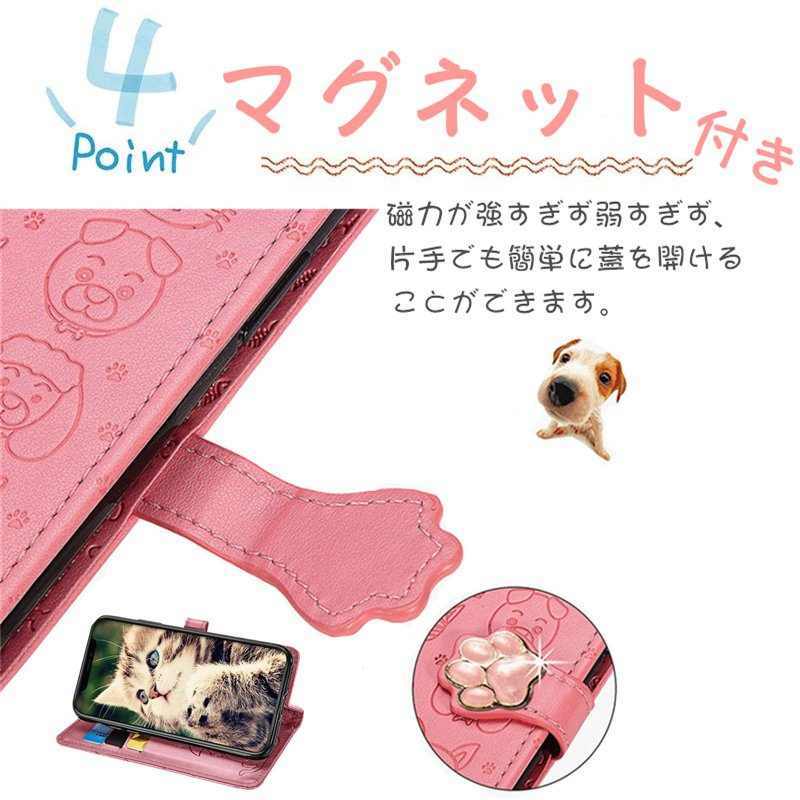 4
Point
マグネット付き
磁力が強すぎず弱すぎず、
片手でも簡単に蓋を開ける
ことができます。